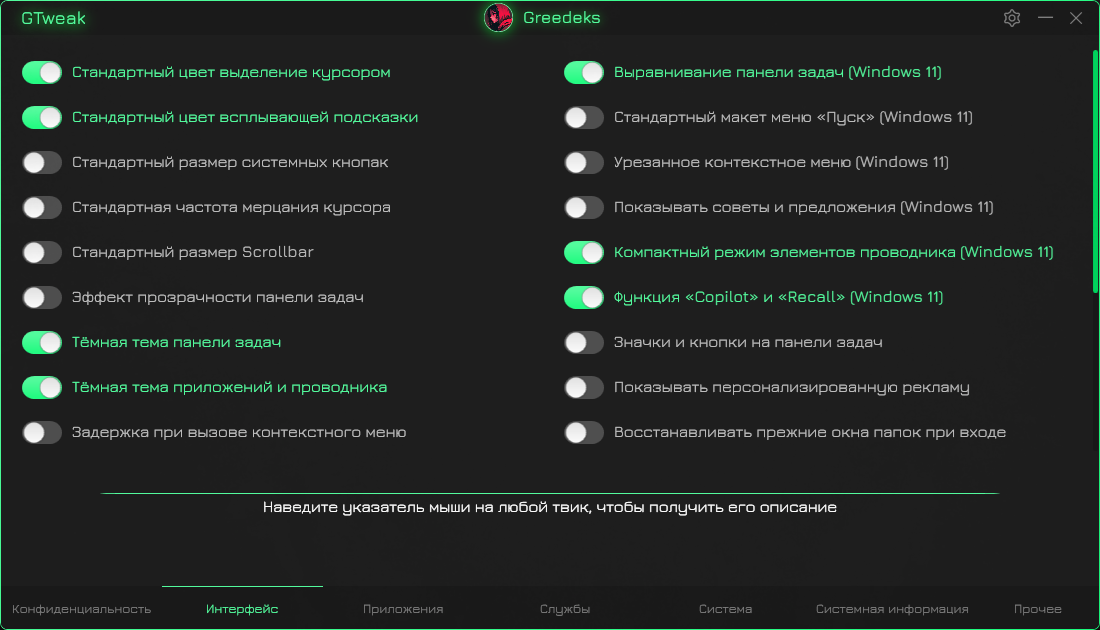 GTweak
Greedeks
Стандартный цвет выделение курсором
Стандартный цвет всплывающей подсказки
Стандартный размер системных кнопак
Стандартная частота мерцания курсора
Стандартный размер Scrollbar
Эффект прозрачности панели задач
Тёмная тема панели задач
Тёмная тема приложений и проводника
Задержка при вызове контекстного меню
Выравнивание панели задач (Windows 11)
Стандартный макет меню «Пуск» (Windows 11)
Урезанное контекстное меню (Windows 11)
Показывать советы и предложения (Windows 11)
Компактный режим элементов проводника (Windows 11)
Функция «Copilot» и «Recall» (Windows 11)
Значки и кнопки на панели задач
Показывать персонализированную рекламу
Восстанавливать прежние окна папок при входе
Наведите указатель мыши на любой твик, чтобы получить его описание
Конфиденциальность
Интерфейс
Приложения
Службы
Система
Системная информация
Прочее